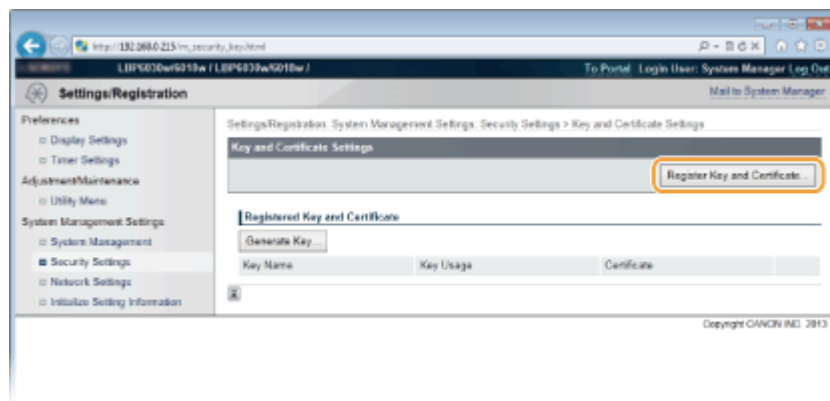 http://192.168.0.215/m_security_key.html
LBP6030w/6018w / LBP6030w/6018w /
To Portal Login User: System Manager Log Out
Settings/Registration
Mail to System Manager
Preferences
Settings/Registration: System Management Settings: Security Settings > Key and Certificate Settings
Display Settings
Key and Certificate Settings
Timer Settings
Register Key and Certificate...
Adjustment/Maintenance
Utility Menu
Registered Key and Certificate
System Management Settings
Generate Key...
System Management
Security Settings
Key Name
Key Usage
Certificate
Network Settings
Initialize Setting Information
Copyright CANON INC. 2013